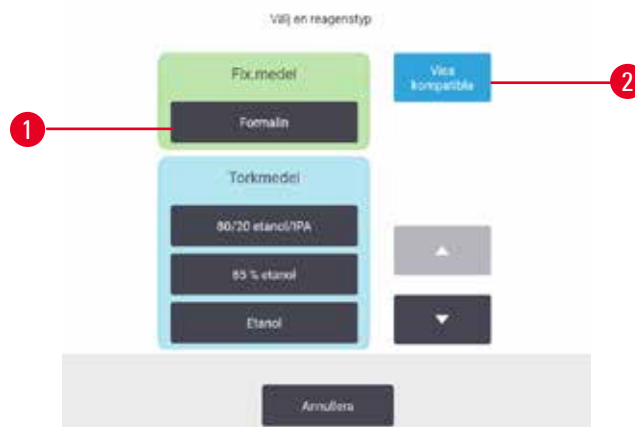 Välj en reagenstyp
Fix.medel
Visa
kompatibla
1
Formalin
2
Torkmedel
80/20 etanol/IPA
85 % etanol
Etanol
Annullera